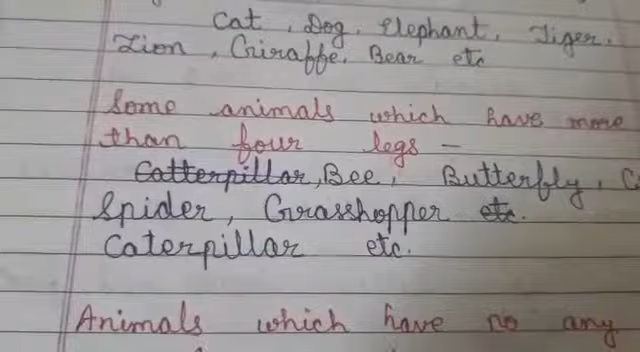 Cat, Dog, Elephant, Tiger,
Lion, Giraffe, Bear etc
Some animals which have more
than four legs -
Catterpillar, Bee, Butterfly,
Spider, Grasshopper etc.
Caterpillar etc.
Animals which have no any